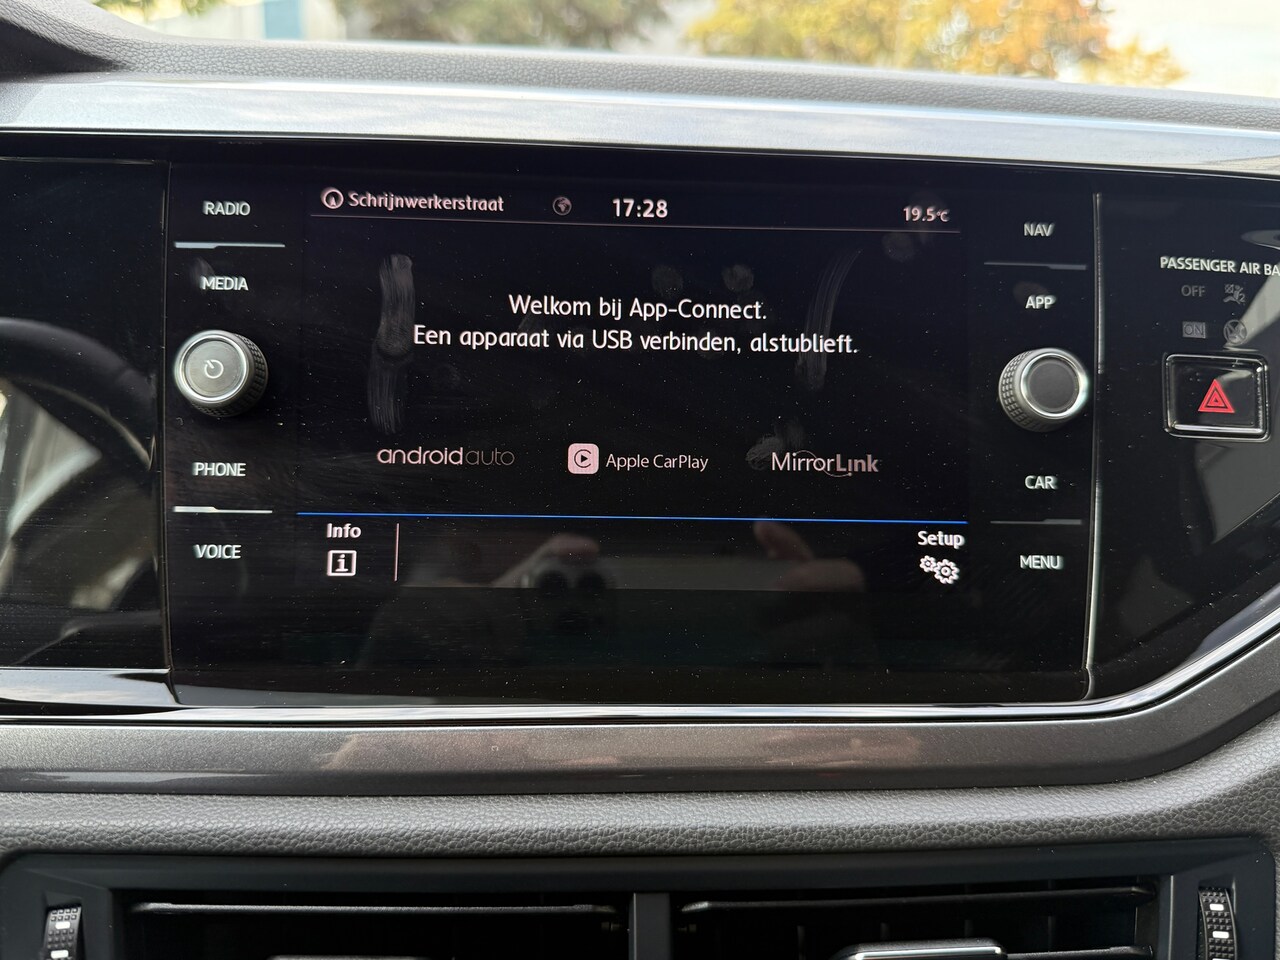 Schrijnwerkerstraat 17:28 19.5°C
RADIO
MEDIA
PHONE
VOICE
Welkom bij App-Connect.
Een apparaat via USB verbinden, alstublieft.
androidauto Apple CarPlay MirrorLink
Info
Setup
NAV
APP
CAR
MENU
PASSENGER AIR BA
OFF
ON